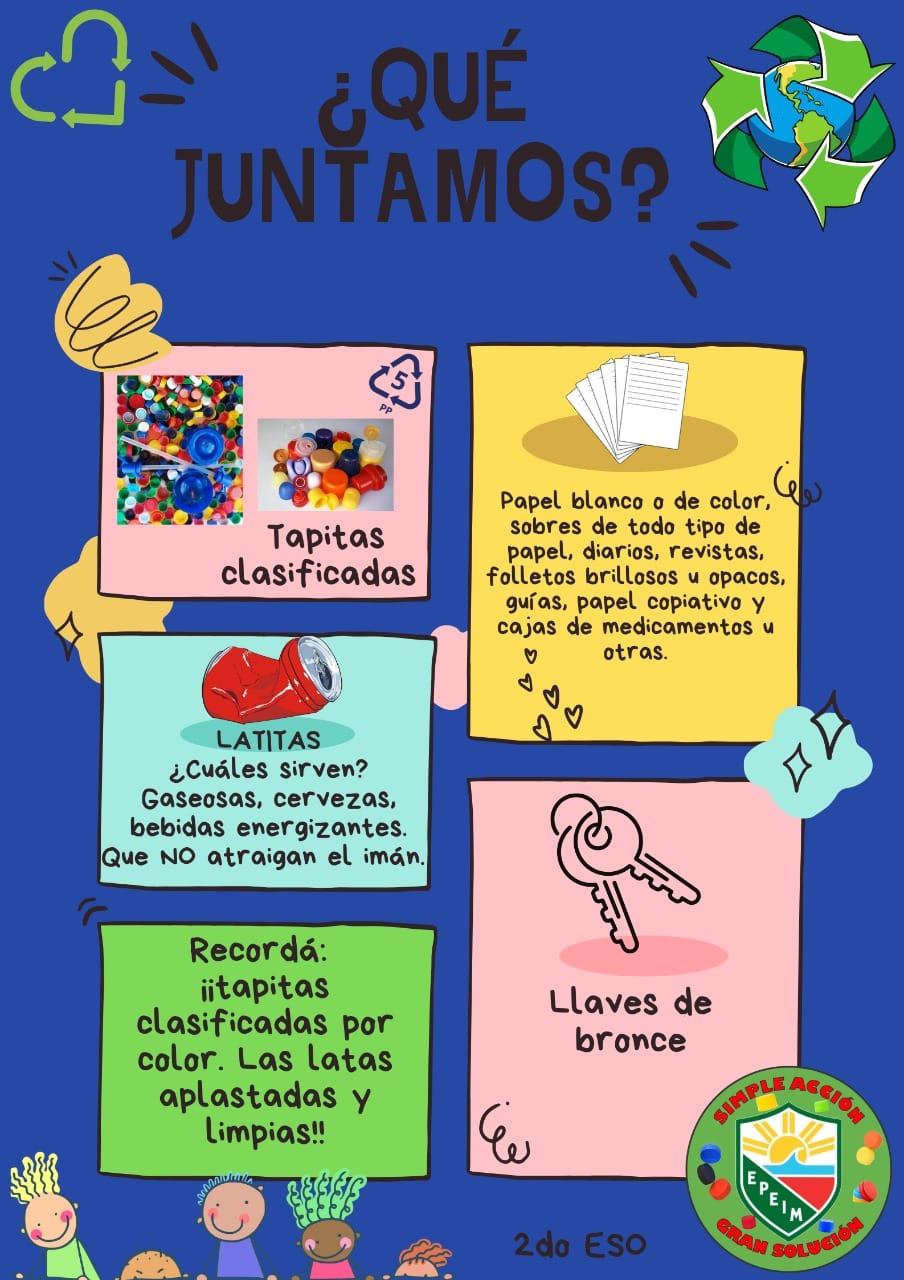 ¿QUÉ
JUNTAMOS?
5
PP
Tapitas
clasificadas
Papel blanco o de color,
sobres de todo tipo de
papel, diarios, revistas,
folletos brillosos u opacos,
guías, papel copiativo y
cajas de medicamentos u
otras.
LATITAS
¿Cuáles sirven?
Gaseosas, cervezas,
bebidas energizantes.
Que NO atraigan el imán.
Llaves de
bronce
Recordá:
¡¡tapitas
clasificadas por
color. Las latas
aplastadas y
limpias!!
SIMPLE ACCIÓN
EPEIM
GRAN SOLUCIÓN
2do ESO